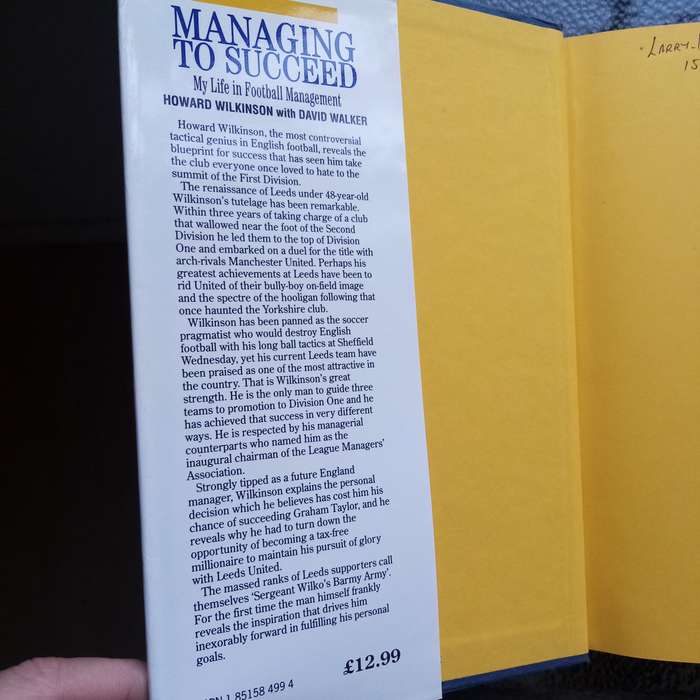 MANAGING
TO SUCCEED
My Life in Football Management
HOWARD WILKINSON with DAVID WALKER
Howard Wilkinson, the most controversial
tactical genius in English football, reveals the
blueprint for success that has seen him take
the club everyone once loved to hate to the
summit of the First Division.
The renaissance of Leeds under 48-year-old
Wilkinson's tutelage has been remarkable.
Within three years of taking charge of a club
that wallowed near the foot of the Second
Division he led them to the top of Division
One and embarked on a duel for the title with
arch-rivals Manchester United. Perhaps his
greatest achievements at Leeds have been to
rid United of their bully-boy on-field image
and the spectre of the hooligan following that
once haunted the Yorkshire club.
Wilkinson has been panned as the soccer
pragmatist who would destroy English
football with his long ball tactics at Sheffield
Wednesday, yet his current Leeds team have
been praised as one of the most attractive in
the country. That is Wilkinson's great
strength. He is the only man to guide three
teams to promotion to Division One and he
has achieved that success in very different
ways. He is respected by his managerial
counterparts who named him as the
inaugural chairman of the League Managers'
Association.
Strongly tipped as a future England
manager, Wilkinson explains the personal
decision which he believes has cost him his
chance of succeeding Graham Taylor, and he
reveals why he had to turn down the
opportunity of becoming a tax-free
millionaire to maintain his pursuit of glory
with Leeds United.
The massed ranks of Leeds supporters call
themselves 'Sergeant Wilko's Barmy Army'.
For the first time the man himself frankly
reveals the inspiration that drives him
inexorably forward in fulfilling his personal
goals.
£12.99
1 85158 499 4
LARRY
15